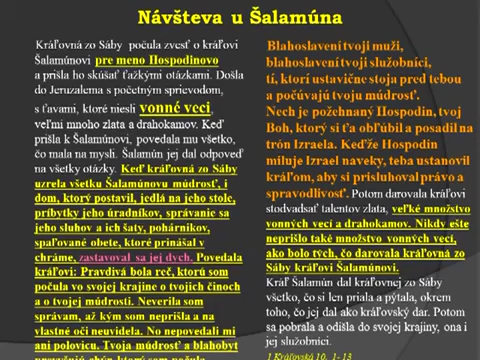 Návšteva u Šalamúna
Kráľovná zo Sáby počula zvesť o kráľovi
Šalamúnovi pre meno Hospodinovo
a prišla ho skúšať ťažkými otázkami. Došla
do Jeruzalema s početným sprievodom,
s ťavami, ktoré niesli vonné veci,
veľmi mnoho zlata a drahokamov. Keď
prišla k Šalamúnovi, povedala mu všetko,
čo mala na mysli. Šalamún jej dal odpoveď
na všetky otázky. Keď kráľovná zo Sáby
uzrela všetku Šalamúnovu múdrosť, i
dom, ktorý postavil, jedlá na jeho stole,
príbytky jeho úradníkov, správanie sa
jeho sluhov a ich šaty, pohárnikov,
spaľované obete, ktoré prinášal v
chráme, zastavoval sa jej dych. Povedala
kráľovi: Pravdivá bola reč, ktorú som
počula vo svojej krajine o tvojich činoch
a o tvojej múdrosti. Neverila som
správam, až kým som neprišla a na
vlastné oči neuvidela. No nepovedali mi
ani polovicu. Tvoja múdrosť a blahobyt
Blahoslavení tvoji muži,
blahoslavení tvoji služobníci,
tí, ktorí ustavične stoja pred tebou
a počúvajú tvoju múdrosť.
Nech je požehnaný Hospodin, tvoj
Boh, ktorý si ťa obľúbil a posadil na
trón Izraela. Keďže Hospodin
miluje Izrael naveky, teba ustanovil
kráľom, aby si prisluhoval právo a
spravodlivosť. Potom darovala kráľovi
stodvadsať talentov zlata, veľké množstvo
vonných vecí a drahokamov. Nikdy ešte
neprišlo také množstvo vonných vecí,
ako bolo tých, čo darovala kráľovná zo
Sáby kráľovi Šalamúnovi.
Kráľ Šalamún dal kráľovnej zo Sáby
všetko, čo si len priala a pýtala, okrem
toho, čo jej dal ako kráľovský dar. Potom
sa pobrala a odišla do svojej krajiny, ona i
jej služobníci.
1.Kráľovská 10, 1- 13